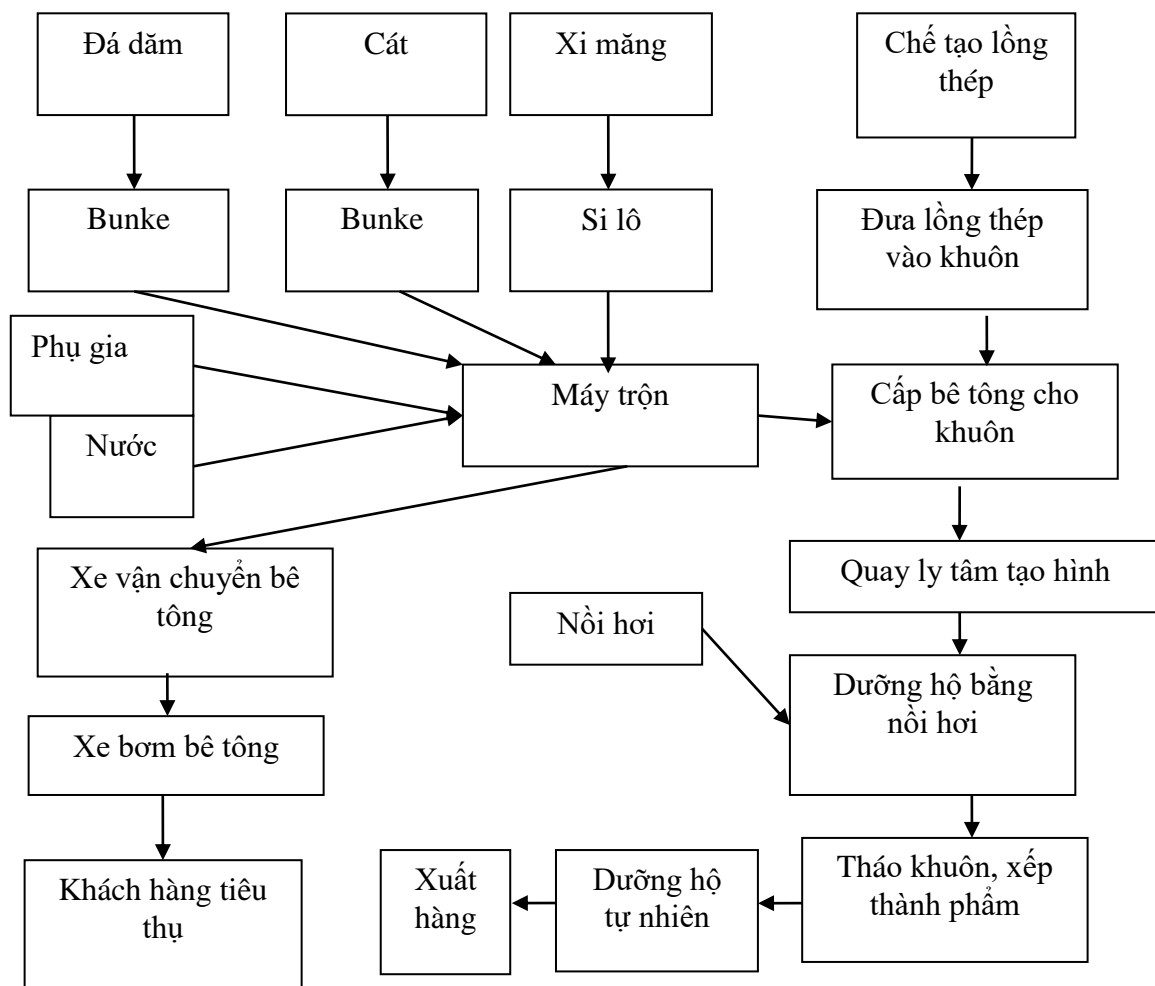 Đá dăm
Cát
Xi măng
Chế tạo lồng
thép
Bunke
Bunke
Si lô
Đưa lồng thép
vào khuôn
Phụ gia
Nước
Máy trộn
Cấp bê tông cho
khuôn
Xe vận chuyển bê
tông
Quay ly tâm tạo hình
Nồi hơi
Dưỡng hộ bằng
nồi hơi
Xe bơm bê tông
Khách hàng tiêu
thụ
Xuất
hàng
Dưỡng hộ
tự nhiên
Tháo khuôn, xếp
thành phẩm